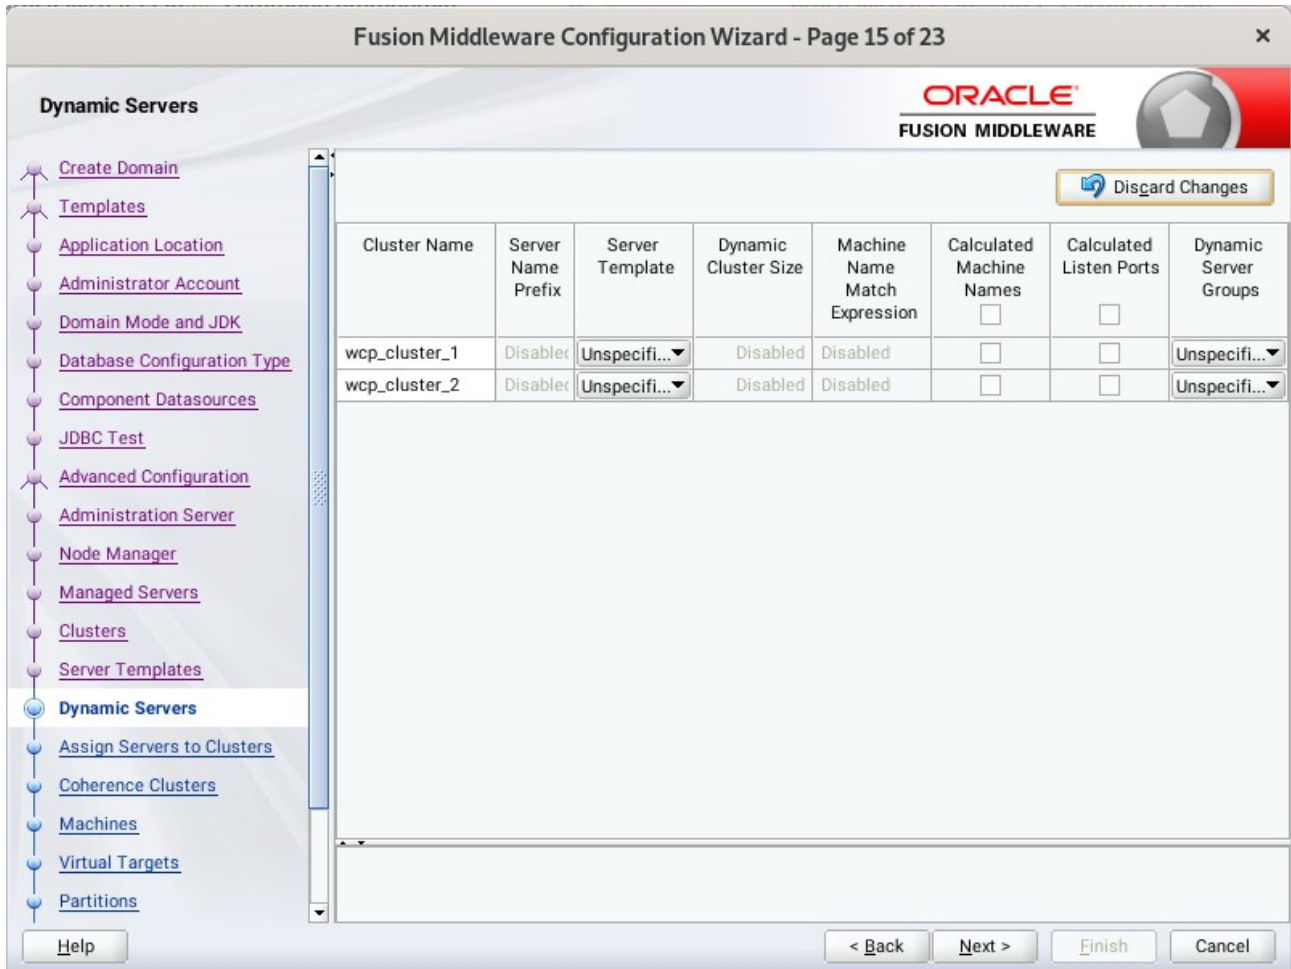 Fusion Middleware Configuration Wizard - Page 15 of 23
Dynamic Servers
ORACLE
FUSION MIDDLEWARE
Create Domain
Templates
Application Location
Administrator Account
Domain Mode and JDK
Database Configuration Type
Component Datasources
JDBC Test
Advanced Configuration
Administration Server
Node Manager
Managed Servers
Clusters
Server Templates
Dynamic Servers
Assign Servers to Clusters
Coherence Clusters
Machines
Virtual Targets
Partitions
Discard Changes
Cluster Name
Server
Name
Prefix
Server
Template
Dynamic
Cluster Size
Machine
Name
Match
Expression
Calculated
Machine
Names
Calculated
Listen Ports
Dynamic
Server
Groups
wcp_cluster_1 Disabled Unspecifi... Disabled Disabled Unspecifi...
wcp_cluster_2 Disabled Unspecifi... Disabled Disabled Unspecifi...
Help < Back Next > Finish Cancel